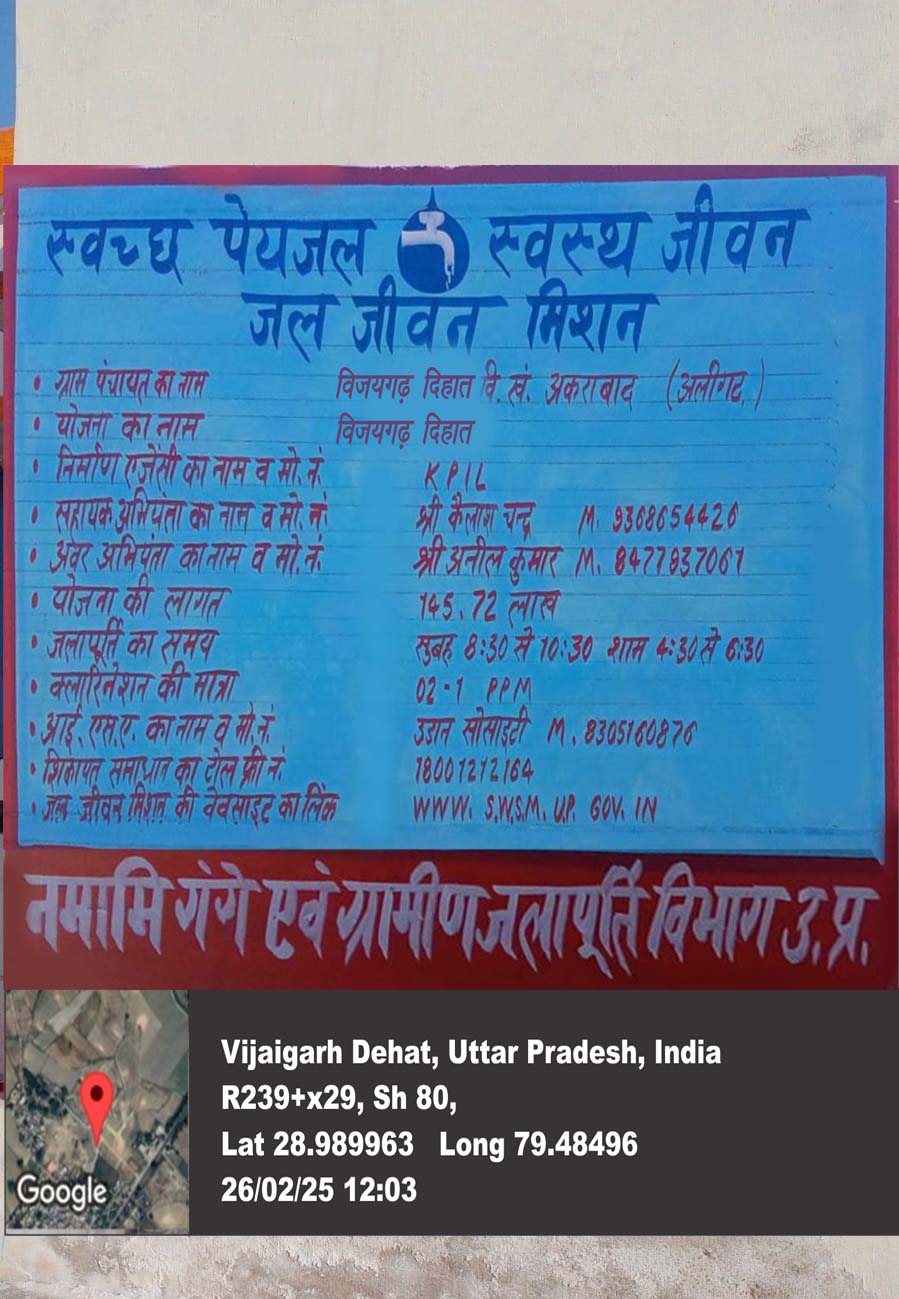 स्वच्छ पेयजल स्वस्थ जीवन
जल जीवन मिशन
• ग्राम पंचायत का नाम विजयगढ़ दिहात वि. खं. अकराबाद (अलीगढ़)
• योजना का नाम विजयगढ़ दिहात
• निर्माण एजेंसी का नाम व मो. नं. KPIL
• सहायक अभियंता का नाम व मो. नं. श्री कैलाश चन्द्र M. 9368654426
• अवर अभियंता का नाम व मो. नं. श्री अनील कुमार M. 8477837061
• योजना की लागत 145.72 लाख
• जलापूर्ति का समय सुबह 8:30 से 10:30 शाम 4:30 से 6:30
• क्लारिनेशन की मात्रा 02-1 PPM
• आई. एस.ए. का नाम व मो. नं. उडान सोसाइटी M. 8305160876
• शिकायत समाधान का टोल फ्री नं. 18001212164
• जल जीवन मिशन की वेबसाइट का लिंक WWW. S.W.S.M. U.P. GOV. IN
नमामि गंगे एवं ग्रामीण जलापूर्ति विभाग उ. प्र.
Vijaigarh Dehat, Uttar Pradesh, India
R239+x29, Sh 80,
Lat 28.989963 Long 79.48496
26/02/25 12:03
Google